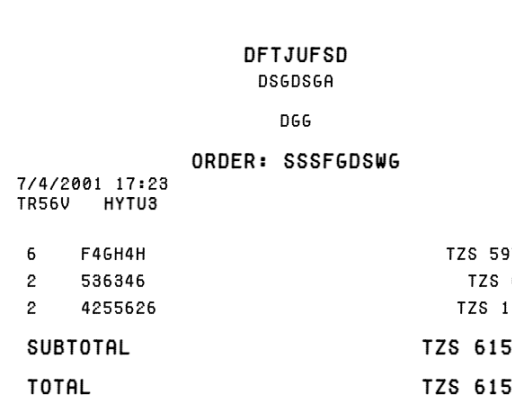 DFTJUFSD
DSGDSGA
DGG
ORDER: SSSFGDSWG
7/4/2001 17:23
TR56V HYTU3
6 F4GH4H TZS 59
2 536346 TZS
2 4255626 TZS 1
SUBTOTAL TZS 615
TOTAL TZS 615